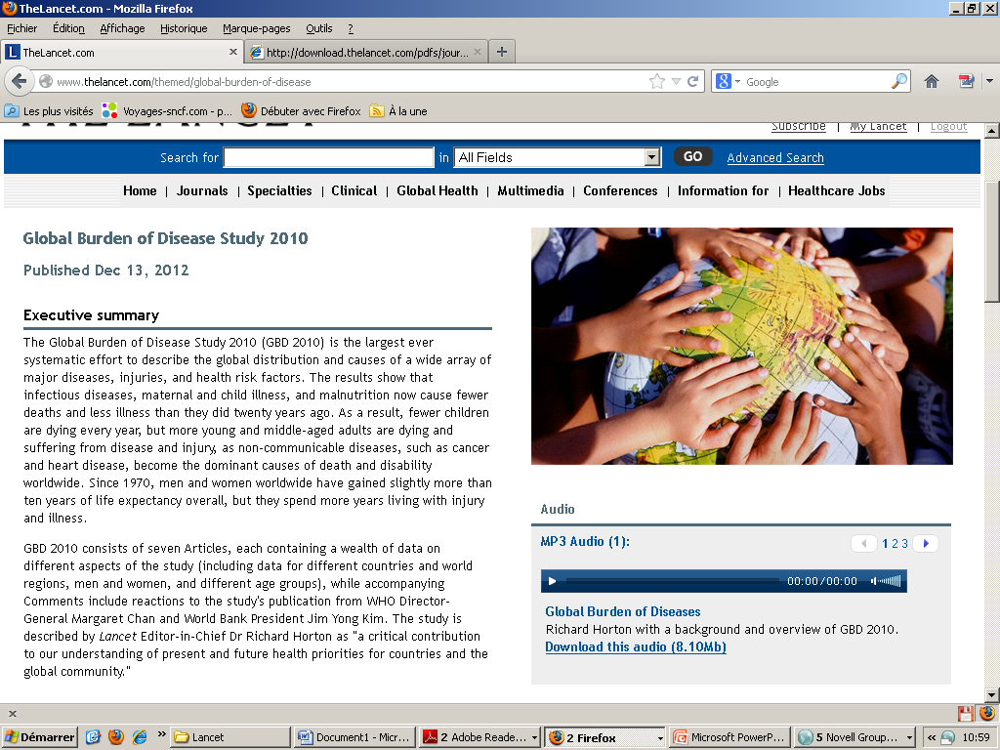 TheLancet.com - Mozilla Firefox
Fichier Édition Affichage Historique Marque-pages Outils ?
TheLancet.com http://download.thelancet.com/pdfs/jour...
www.thelancet.com/themed/global-burden-of-disease Google
Les plus visités Voyages-sncf.com - p... Débuter avec Firefox À la une
THE LANCET
Subscribe | My Lancet | Logout
Search for in All Fields GO Advanced Search
Home | Journals | Specialties | Clinical | Global Health | Multimedia | Conferences | Information for | Healthcare Jobs
Global Burden of Disease Study 2010
Published Dec 13, 2012
Executive summary
The Global Burden of Disease Study 2010 (GBD 2010) is the largest ever
systematic effort to describe the global distribution and causes of a wide array of
major diseases, injuries, and health risk factors. The results show that
infectious diseases, maternal and child illness, and malnutrition now cause fewer
deaths and less illness than they did twenty years ago. As a result, fewer children
are dying every year, but more young and middle-aged adults are dying and
suffering from disease and injury, as non-communicable diseases, such as cancer
and heart disease, become the dominant causes of death and disability
worldwide. Since 1970, men and women worldwide have gained slightly more than
ten years of life expectancy overall, but they spend more years living with injury
and illness.
GBD 2010 consists of seven Articles, each containing a wealth of data on
different aspects of the study (including data for different countries and world
regions, men and women, and different age groups), while accompanying
Comments include reactions to the study's publication from WHO Director-
General Margaret Chan and World Bank President Jim Yong Kim. The study is
described by Lancet Editor-in-Chief Dr Richard Horton as "a critical contribution
to our understanding of present and future health priorities for countries and the
global community."
Audio
MP3 Audio (1): 1 2 3
00:00/00:00
Global Burden of Diseases
Richard Horton with a background and overview of GBD 2010.
Download this audio (8.10Mb)
Démarrer » Lancet Document1 - Micr... 2 Adobe Reade... 2 Firefox Microsoft PowerP... 5 Novell Group... « 10:59